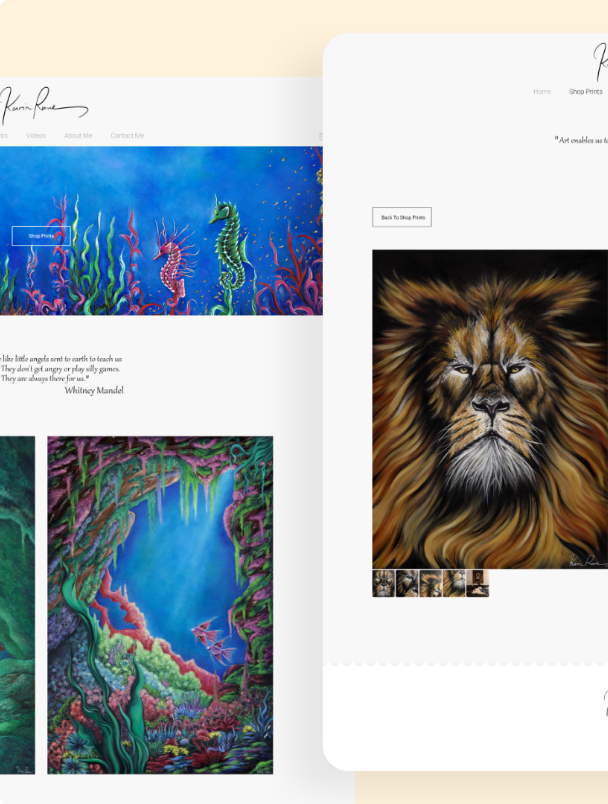 Karin Rane
Videos
About Me
Contact Me
Shop Prints
like little angels sent to earth to teach us
They don't get angry or play silly games.
They are always there for us."
Whitney Mandel
Home
Shop Prints
"Art enables us to
Back To Shop Prints